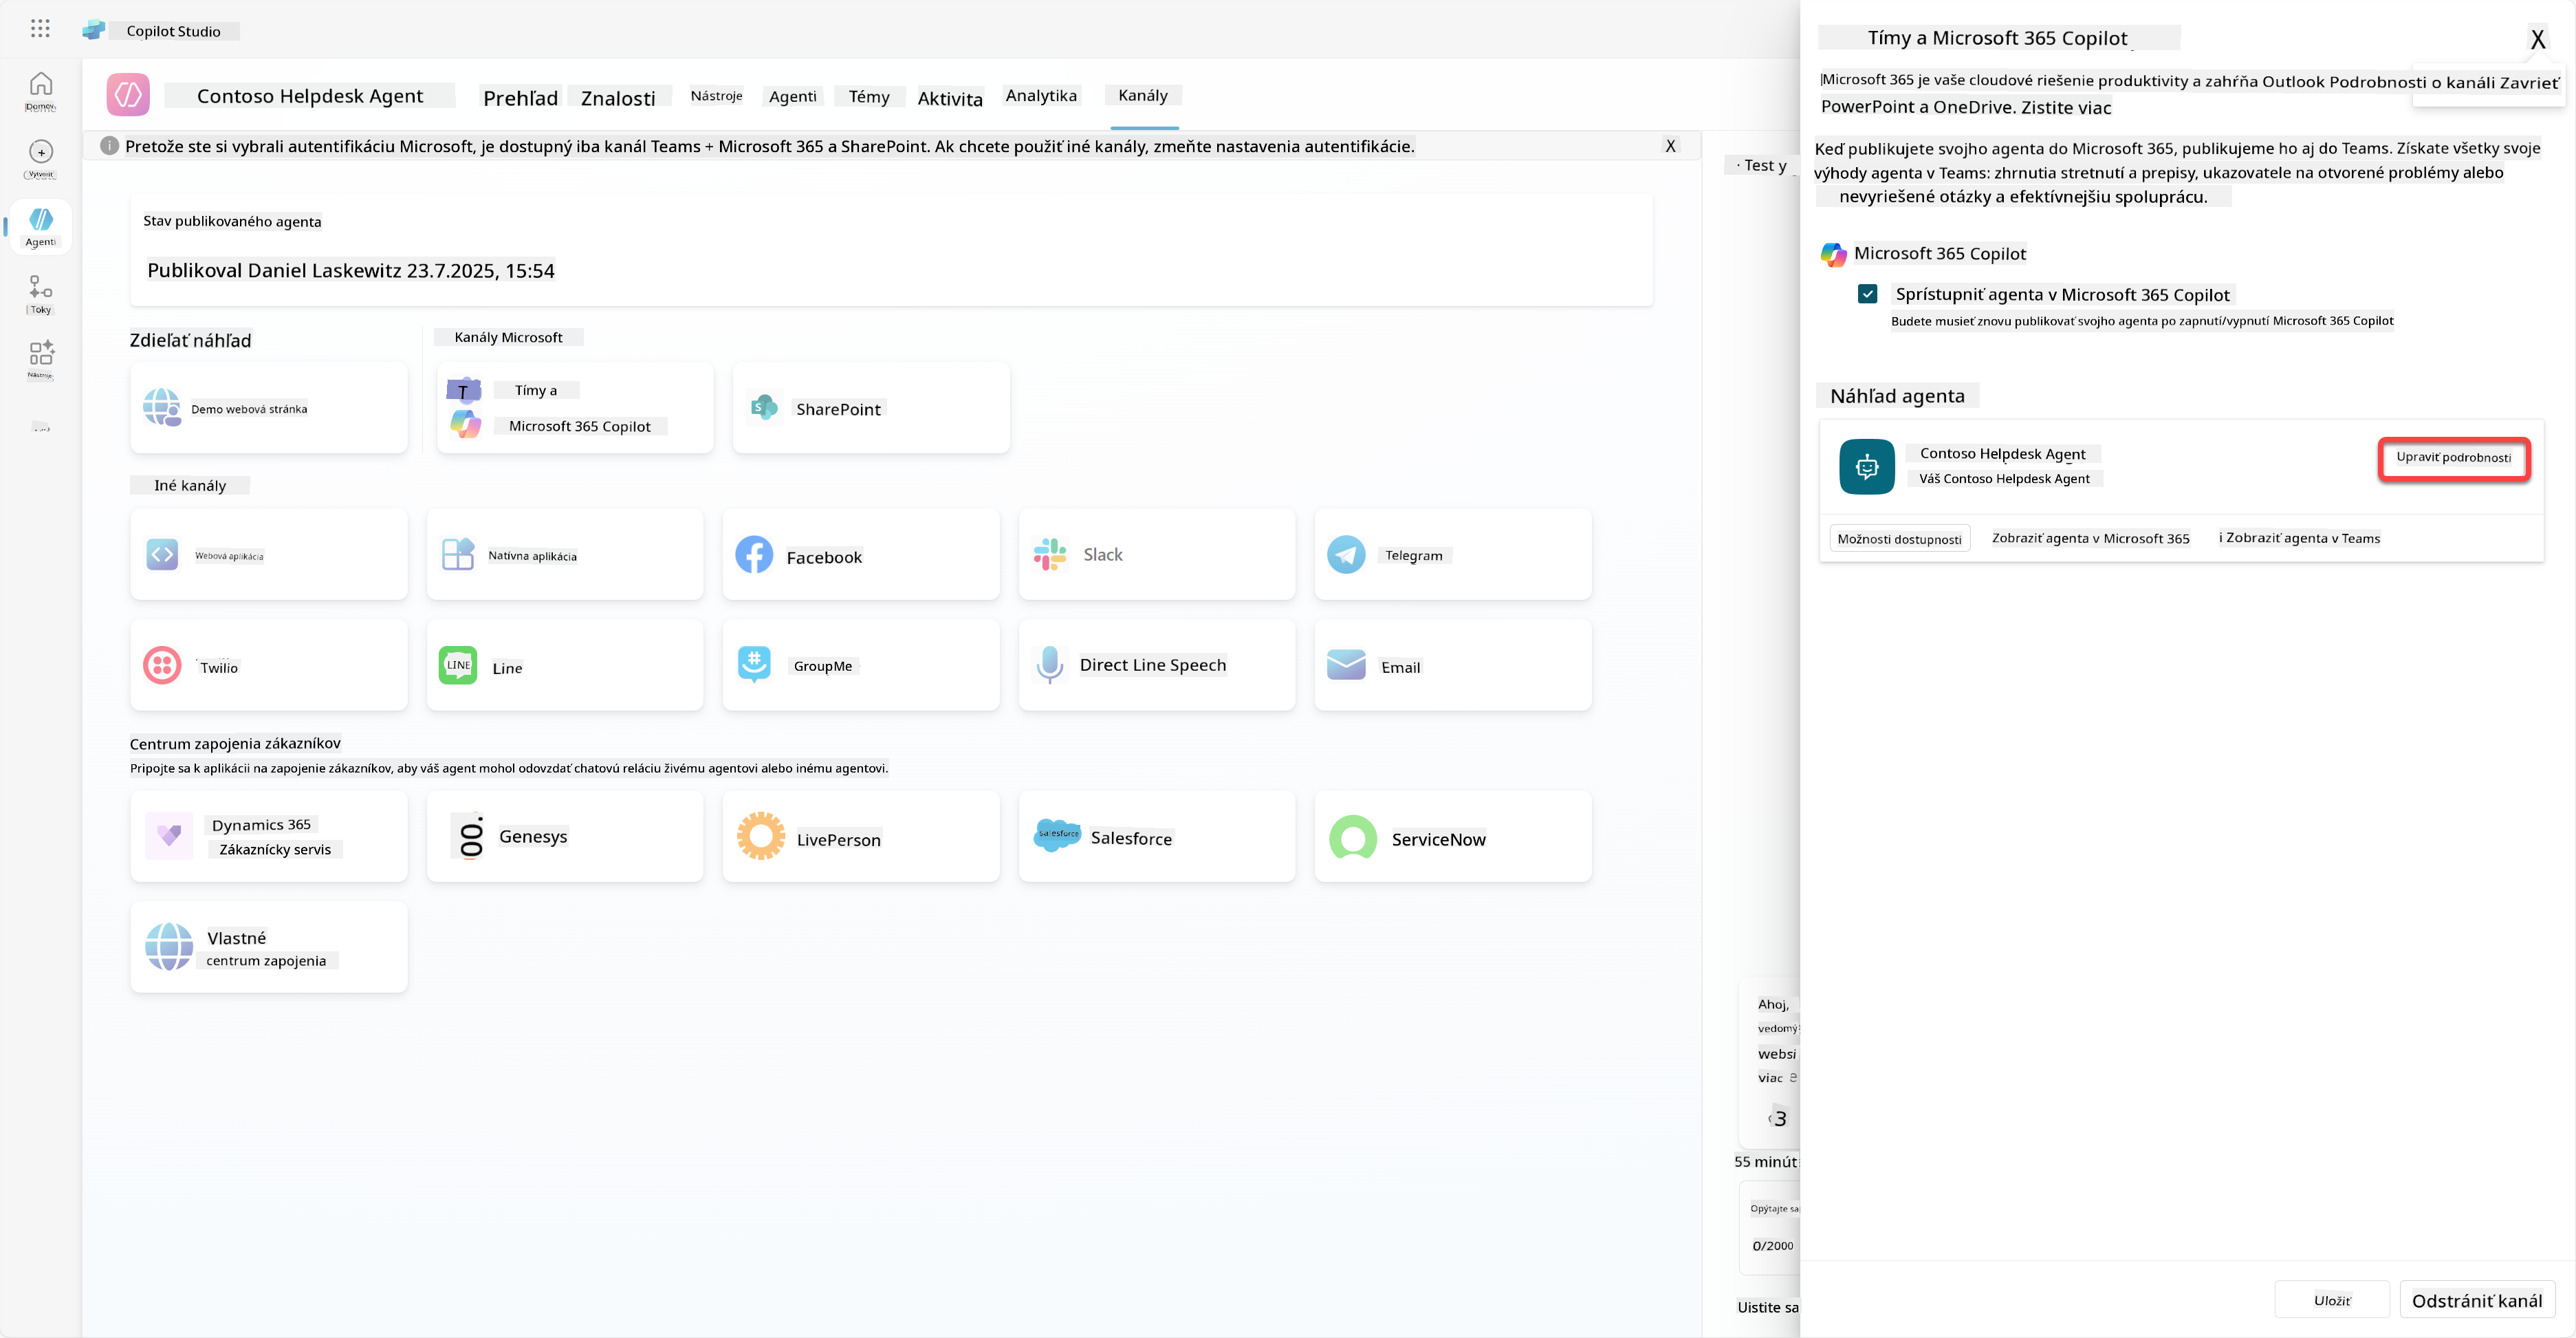 Copilot Studio
Domov
Vytvoriť
Agenti
Toky
Nástroje
Contoso Helpdesk Agent
Prehľad
Znalosti
Nástroje
Agenti
Témy
Aktivita
Analytika
Kanály
Pretože ste si vybrali autentifikáciu Microsoft, je dostupný iba kanál Teams + Microsoft 365 a SharePoint. Ak chcete použiť iné kanály, zmeňte nastavenia autentifikácie.
X
Stav publikovaného agenta
Publikoval Daniel Laskewitz 23.7.2025, 15:54
Zdieľať náhľad
Kanály Microsoft
Demo webová stránka
T
Tímy a
Microsoft 365 Copilot
SharePoint
Iné kanály
Webová aplikácia
Natívna aplikácia
Facebook
Slack
Telegram
Twilio
LINE
Line
GroupMe
Direct Line Speech
Email
Centrum zapojenia zákazníkov
Pripojte sa k aplikácii na zapojenie zákazníkov, aby váš agent mohol odovzdať chatovú reláciu živému agentovi alebo inému agentovi.
Dynamics 365
Zákaznícky servis
Genesys
LivePerson
salesforce
Salesforce
ServiceNow
Vlastné
centrum zapojenia
· Test y
Ahoj,
vedomý
websi
viac e
3
55 minút
Opýtajte sa
0/2000
Uistite sa
Tímy a Microsoft 365 Copilot
X
Microsoft 365 je vaše cloudové riešenie produktivity a zahŕňa Outlook Podrobnosti o kanáli Zavrieť
PowerPoint a OneDrive. Zistite viac
Keď publikujete svojho agenta do Microsoft 365, publikujeme ho aj do Teams. Získate všetky svoje
výhody agenta v Teams: zhrnutia stretnutí a prepisy, ukazovatele na otvorené problémy alebo
nevyriešené otázky a efektívnejšiu spoluprácu.
Microsoft 365 Copilot
Sprístupniť agenta v Microsoft 365 Copilot
Budete musieť znovu publikovať svojho agenta po zapnutí/vypnutí Microsoft 365 Copilot
Náhľad agenta
Contoso Helpdesk Agent
Váš Contoso Helpdesk Agent
Upraviť podrobnosti
Možnosti dostupnosti
Zobraziť agenta v Microsoft 365
i Zobraziť agenta v Teams
Uložiť
Odstrániť kanál